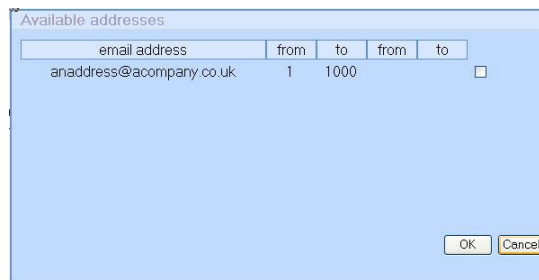 Available addresses
email address from to from to
anaddress@acompany.co.uk 1 1000
OK Cancel